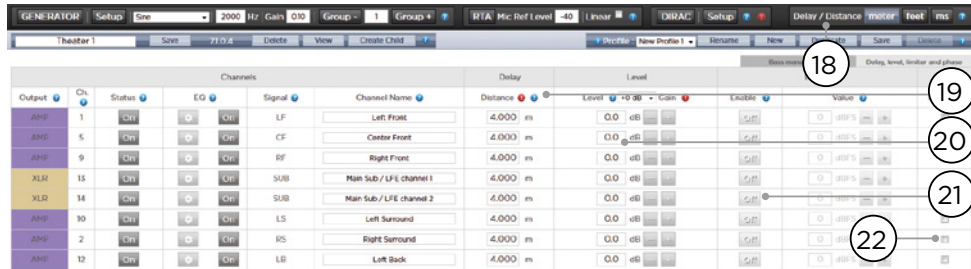 GENERATOR Setup Sine 2000 Hz Gain 0.10 Group - 1 Group + ? RTA Mic Ref Level -40 Linear ? DIRAC Setup ? ? Delay / Distance meter feet ms ?
Theater 1 Save 7.1.0.4 Delete View Create Child ? ? Profile New Profile 1 Rename New Duplicate Save Delete ?
18
Delay, level, limiter and phase
Channels Delay Level
19
Output ? Ch. ? Status ? EQ ? Signal ? Channel Name ? Distance ? ? Level ? +0 dB Gain ? Enable ? Value ?
AMP 1 On On LF Left Front 4.000 m 0.0 dB Off 0 dBFS
20
AMP 5 On On CF Center Front 4.000 m 0.0 dB Off 0 dBFS
AMP 9 On On RF Right Front 4.000 m 0.0 dB Off 0 dBFS
XLR 13 On On SUB Main Sub / LFE channel 1 4.000 m 0.0 dB Off 0 dBFS
21
XLR 14 On On SUB Main Sub / LFE channel 2 4.000 m 0.0 dB Off 0 dBFS
AMP 10 On On LS Left Surround 4.000 m 0.0 dB Off 0 dBFS
22
AMP 2 On On RS Right Surround 4.000 m 0.0 dB Off 0 dBFS
AMP 12 On On LB Left Back 4.000 m 0.0 dB Off 0 dBFS